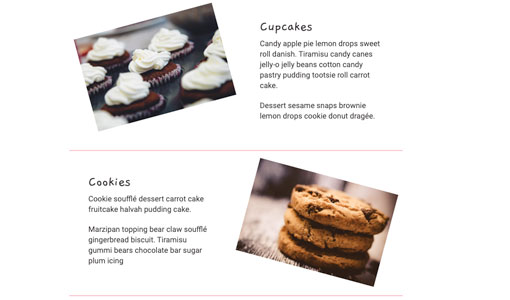 Cupcakes
Candy apple pie lemon drops sweet
roll danish. Tiramisu candy canes
jelly-o jelly beans cotton candy
pastry pudding tootsie roll carrot
cake.
Dessert sesame snaps brownie
lemon drops cookie donut dragée.
Cookies
Cookie soufflé dessert carrot cake
fruitcake halvah pudding cake.
Marzipan topping bear claw soufflé
gingerbread biscuit. Tiramisu
gummi bears chocolate bar sugar
plum icing